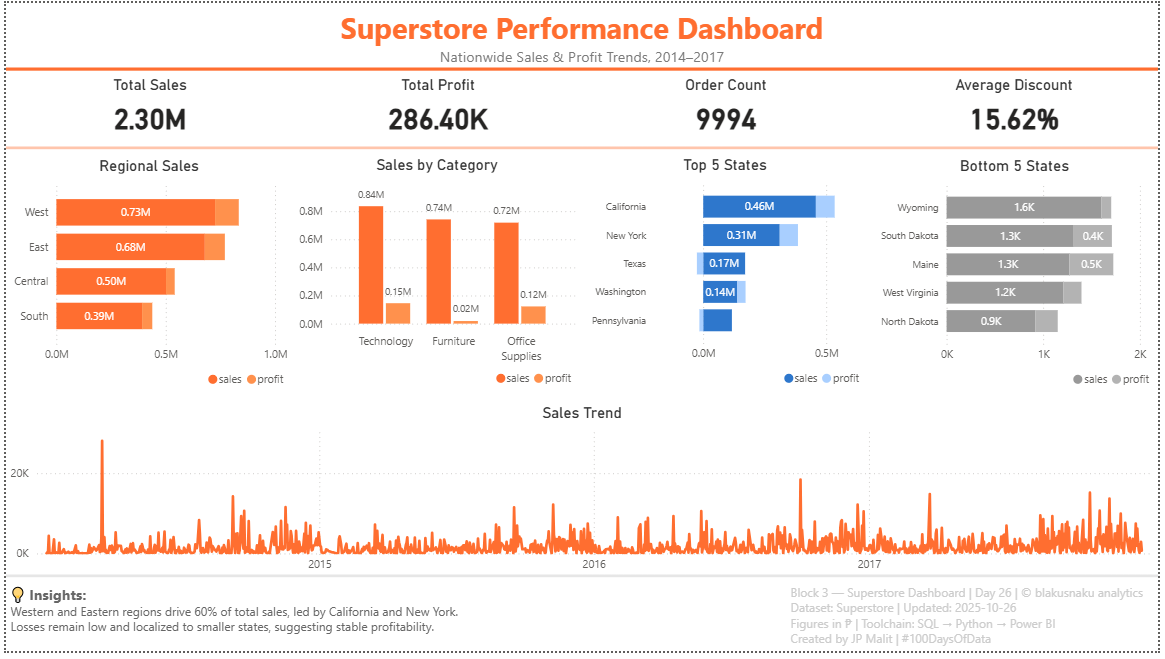 Superstore Performance Dashboard
Nationwide Sales & Profit Trends, 2014–2017
Total Sales
2.30M
Total Profit
286.40K
Order Count
9994
Average Discount
15.62%
Regional Sales
West
0.73M
East
0.68M
Central
0.50M
South
0.39M
0.0M 0.5M 1.0M
sales profit
Sales by Category
0.8M
0.6M
0.4M
0.2M
0.0M
0.84M
0.15M
0.74M
0.02M
0.72M
0.12M
Technology
Furniture
Office
Supplies
sales profit
Top 5 States
California
0.46M
New York
0.31M
Texas
0.17M
Washington
0.14M
Pennsylvania
0.0M 0.5M
sales profit
Bottom 5 States
Wyoming
1.6K
South Dakota
1.3K 0.4K
Maine
1.3K 0.5K
West Virginia
1.2K
North Dakota
0.9K
0K 1K 2K
sales profit
Sales Trend
20K
0K
2015 2016 2017
💡 Insights:
Western and Eastern regions drive 60% of total sales, led by California and New York.
Losses remain low and localized to smaller states, suggesting stable profitability.
Block 3 — Superstore Dashboard | Day 26 | © blakusnaku analytics
Dataset: Superstore | Updated: 2025-10-26
Figures in ₱ | Toolchain: SQL → Python → Power BI
Created by JP Malit | #100DaysOfData